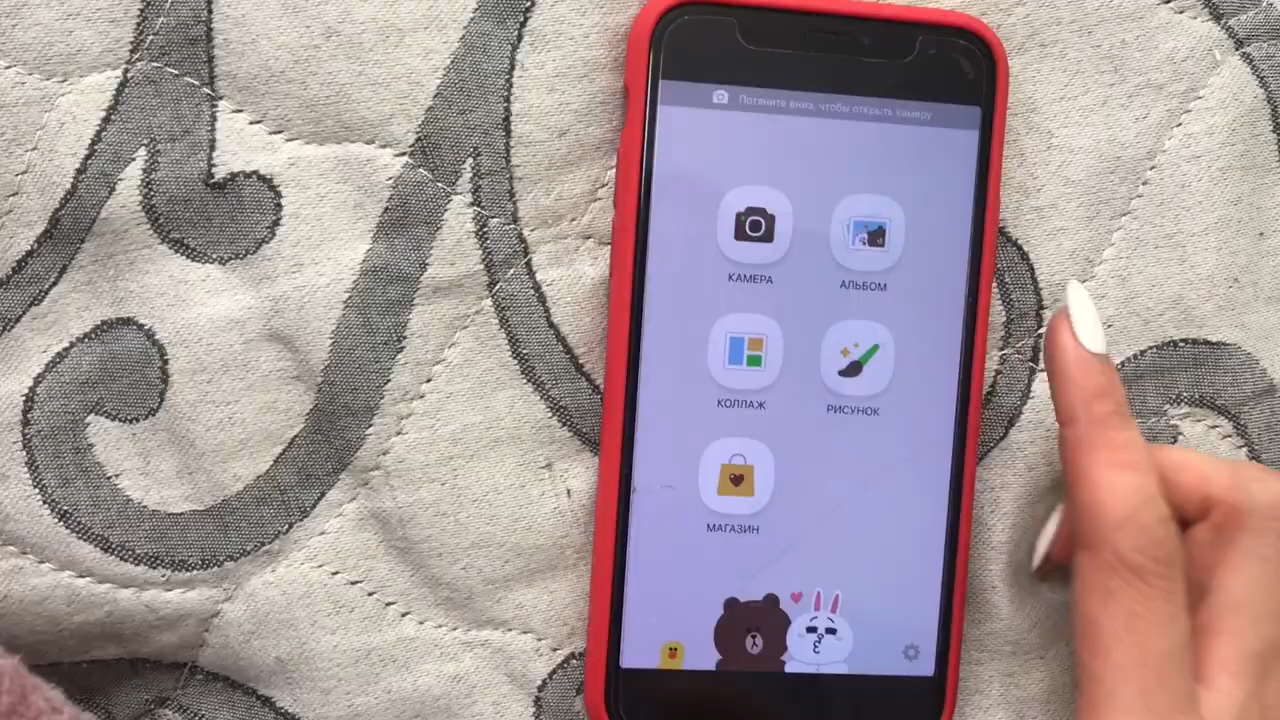 Потяните вниз, чтобы открыть камеру
КАМЕРА
АЛЬБОМ
КОЛЛАЖ
РИСУНОК
МАГАЗИН